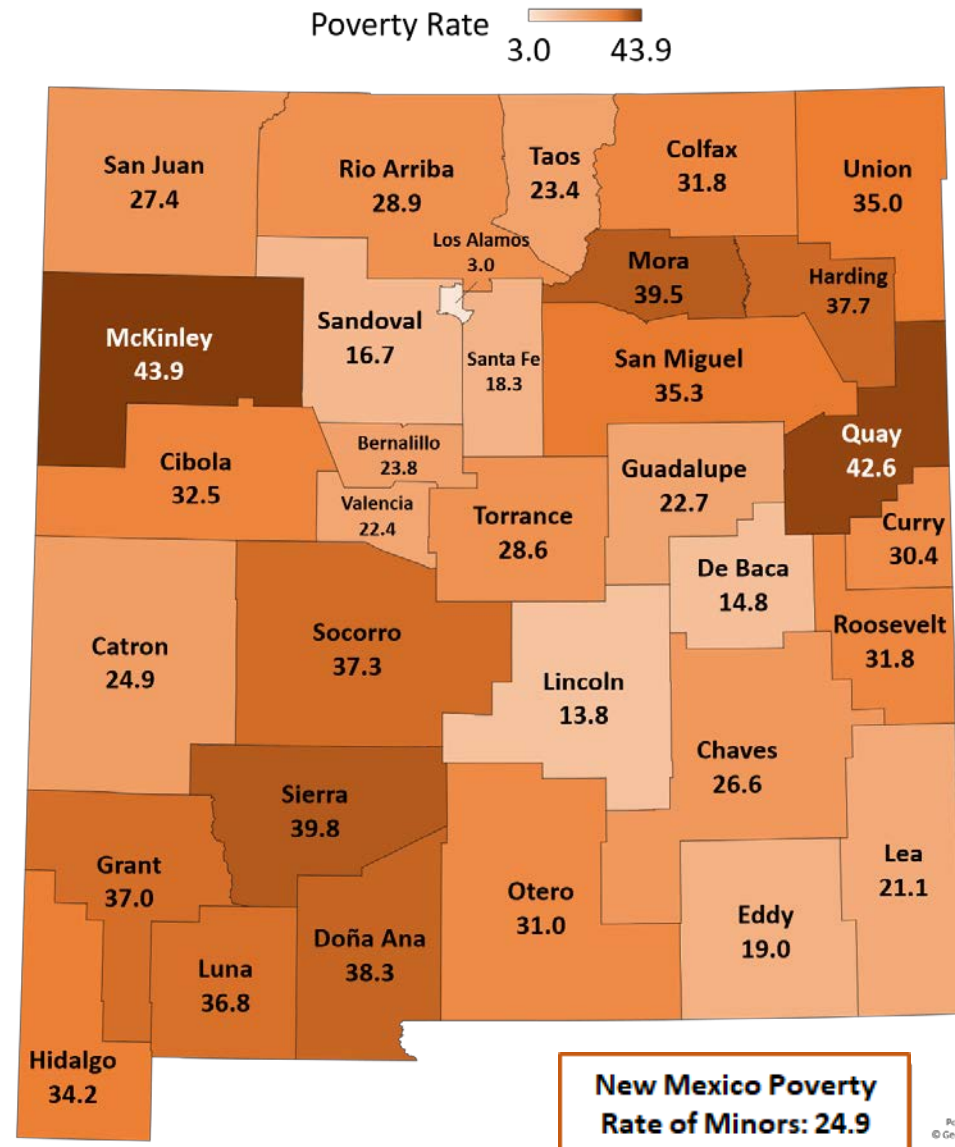 Poverty Rate
3.0 43.9
San Juan
27.4
Rio Arriba
28.9
Taos
23.4
Colfax
31.8
Union
35.0
Los Alamos
3.0
Mora
39.5
Harding
37.7
McKinley
43.9
Sandoval
16.7
Santa Fe
18.3
San Miguel
35.3
Quay
42.6
Cibola
32.5
Bernalillo
23.8
Valencia
22.4
Torrance
28.6
Guadalupe
22.7
Curry
30.4
De Baca
14.8
Roosevelt
31.8
Catron
24.9
Socorro
37.3
Lincoln
13.8
Chaves
26.6
Sierra
39.8
Grant
37.0
Otero
31.0
Lea
21.1
Eddy
19.0
Doña Ana
38.3
Luna
36.8
Hidalgo
34.2
New Mexico Poverty
Rate of Minors: 24.9